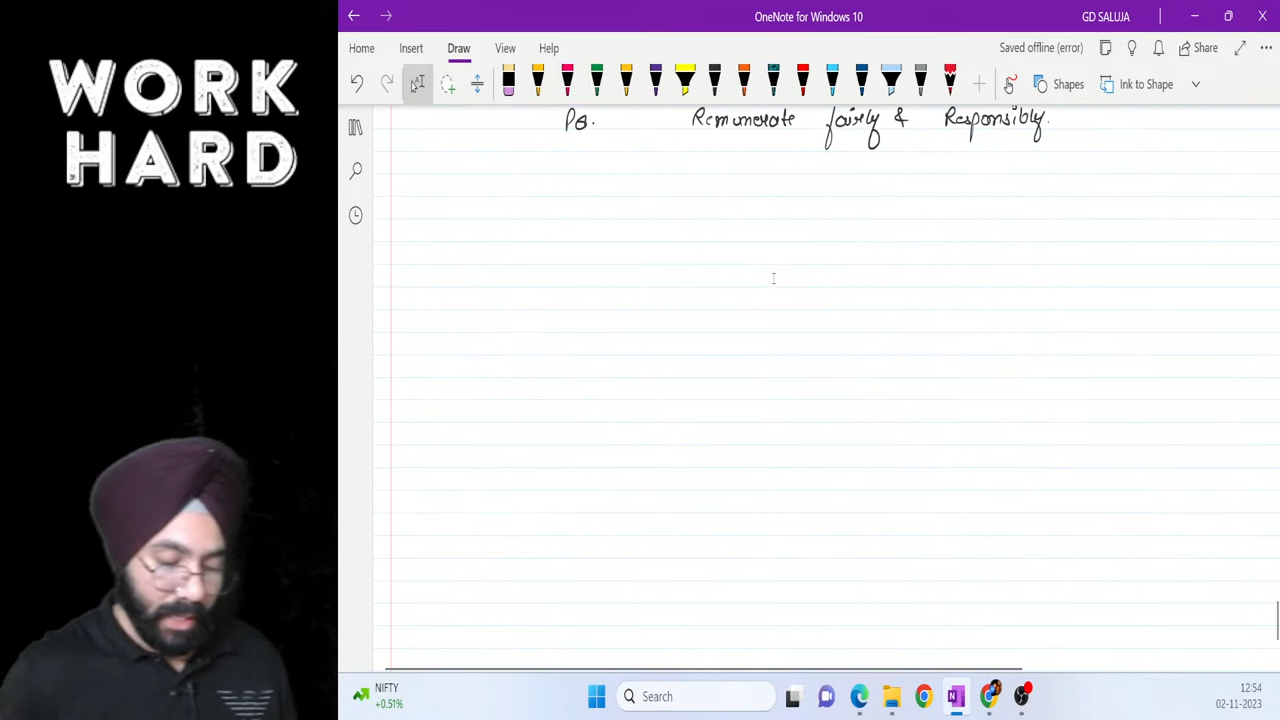 WORK
HARD
OneNote for Windows 10
GD SALUJA
Home Insert Draw View Help
Saved offline (error)
Share
Shapes
Ink to Shape
P8. Remunerate fairly & Responsibly.
NIFTY
+0.51%
Search
12:54
02-11-2023